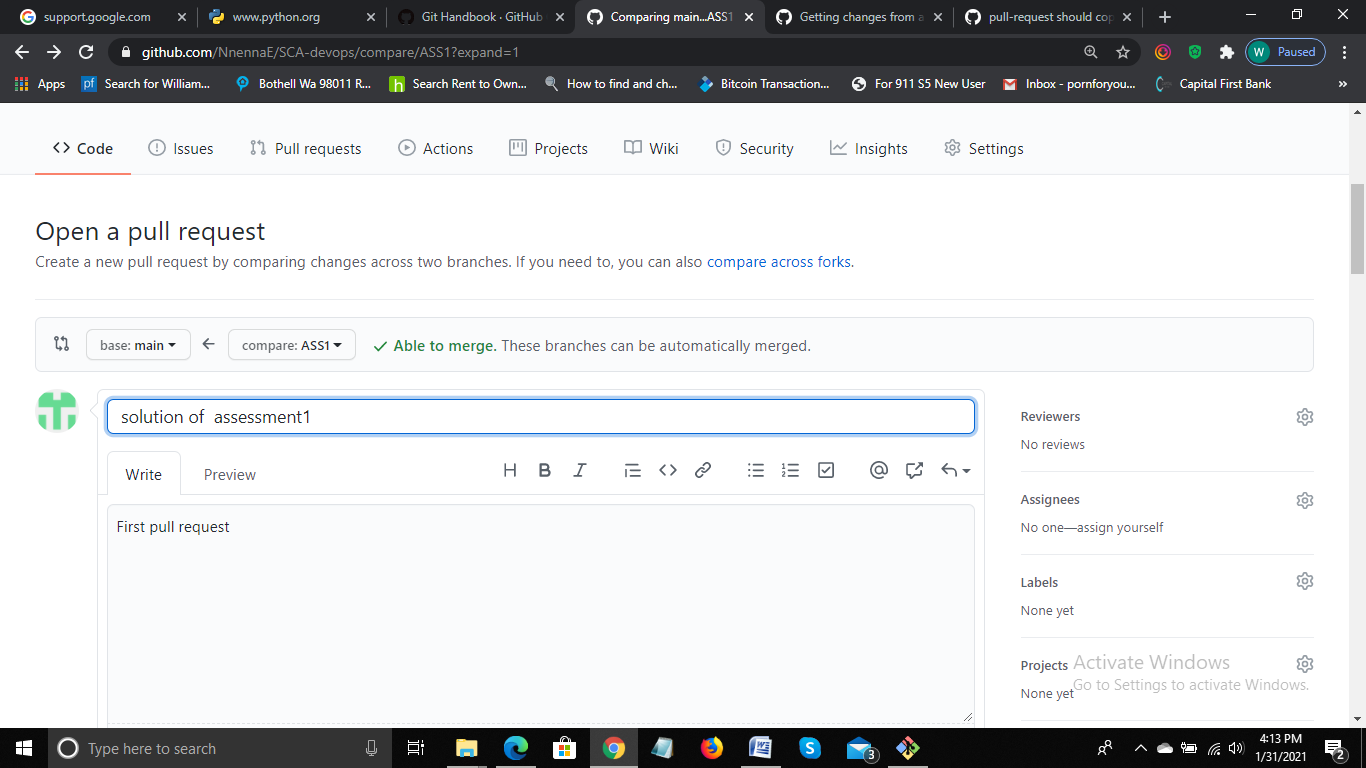 support.google.com
www.python.org
Git Handbook · GitHub
Comparing main...ASS1
Getting changes from a
pull-request should cop
github.com/NnennaE/SCA-devops/compare/ASS1?expand=1
W Paused
Apps
pf Search for William...
Bothell Wa 98011 R...
h Search Rent to Own...
How to find and ch...
Bitcoin Transaction...
For 911 S5 New User
Inbox - pornforyou...
Capital First Bank
»
Code
Issues
Pull requests
Actions
Projects
Wiki
Security
Insights
Settings
Open a pull request
Create a new pull request by comparing changes across two branches. If you need to, you can also compare across forks.
base: main
compare: ASS1
Able to merge. These branches can be automatically merged.
solution of  assessment1
Write
Preview
H B I
First pull request
Reviewers
No reviews
Assignees
No one—assign yourself
Labels
None yet
Projects
None yet
Activate Windows
Go to Settings to activate Windows.
Type here to search
3
4:13 PM
1/31/2021
2